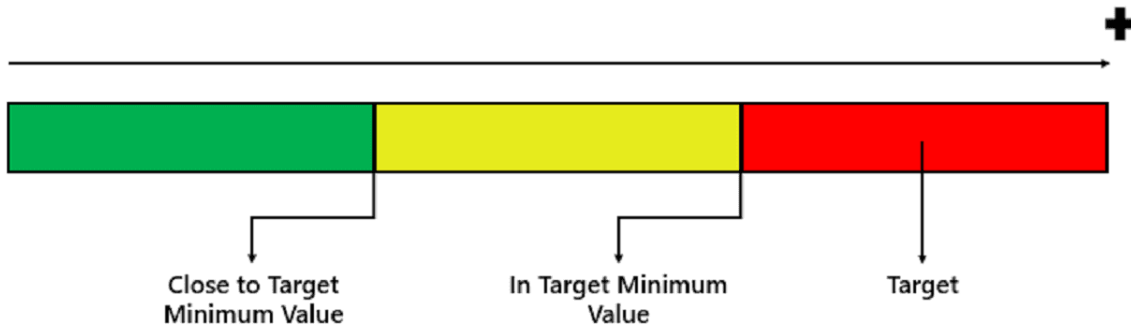 Close to Target
Minimum Value
In Target Minimum
Value
Target